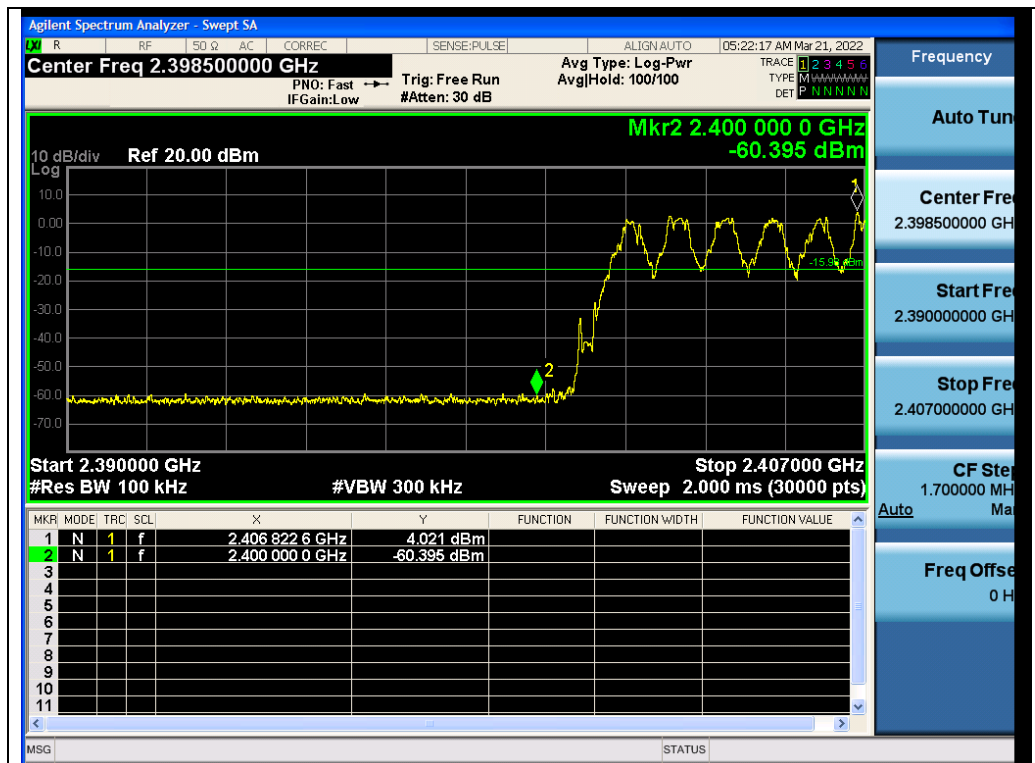 Agilent Spectrum Analyzer - Swept SA
LXI R RF 50 Ω AC CORREC SENSE:PULSE ALIGN AUTO 05:22:17 AM Mar 21, 2022
Center Freq 2.398500000 GHz
PNO: Fast
IFGain:Low
Trig: Free Run
#Atten: 30 dB
Avg Type: Log-Pwr
Avg|Hold: 100/100
TRACE 1 2 3 4 5 6
TYPE M
DET P N N N N N
Mkr2 2.400 000 0 GHz
-60.395 dBm
10 dB/div Ref 20.00 dBm
Log
10.0
0.00
-10.0
-20.0
-30.0
-40.0
-50.0
-60.0
-70.0
1
2
Start 2.390000 GHz Stop 2.407000 GHz
#Res BW 100 kHz #VBW 300 kHz Sweep 2.000 ms (30000 pts)
MKR MODE TRC SCL X Y FUNCTION FUNCTION WIDTH FUNCTION VALUE
1 N 1 f 2.406 822 6 GHz 4.021 dBm
2 N 1 f 2.400 000 0 GHz -60.395 dBm
3
4
5
6
7
8
9
10
11
MSG STATUS
Frequency
Auto Tun
Center Fre
2.398500000 GH
Start Fre
2.390000000 GH
Stop Fre
2.407000000 GH
CF Step
1.700000 MH
Auto Ma
Freq Offse
0 H